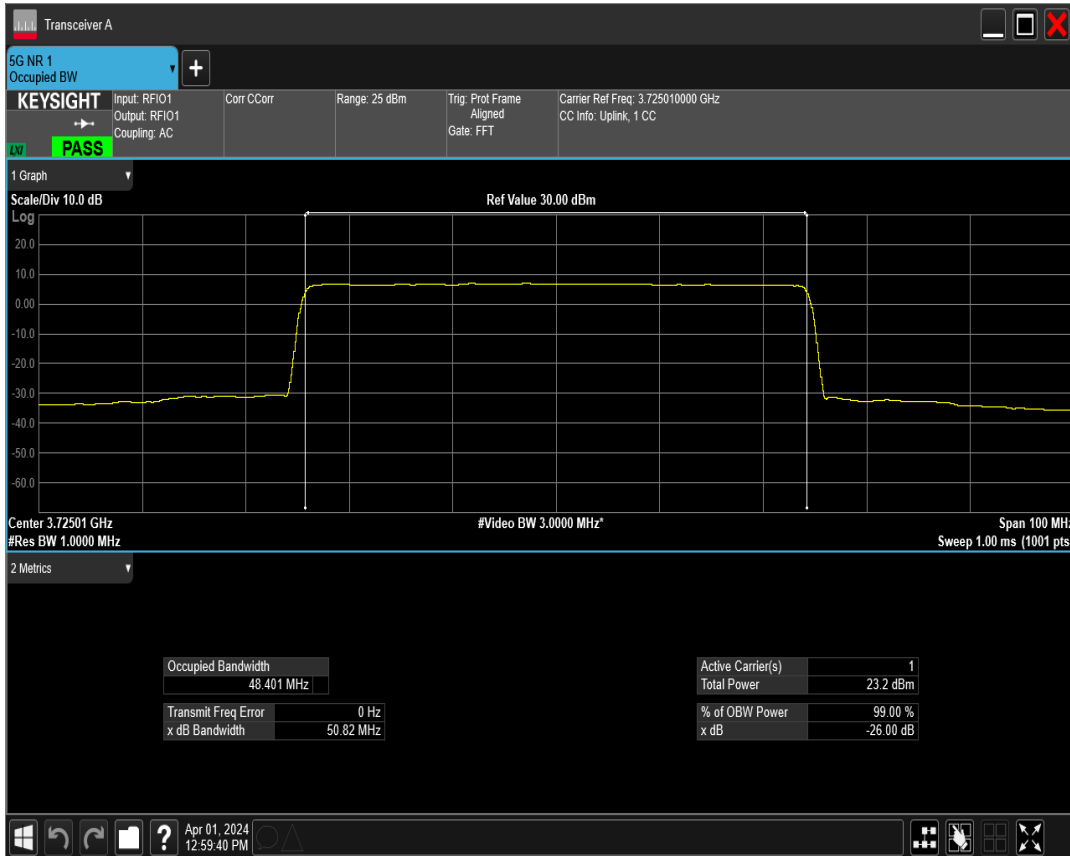 Transceiver A
5G NR 1
Occupied BW
+
KEYSIGHT
LXI
PASS
Input: RFIO1
Output: RFIO1
Coupling: AC
Corr CCorr
Range: 25 dBm
Trig: Prot Frame
Aligned
Gate: FFT
Carrier Ref Freq: 3.725010000 GHz
CC Info: Uplink, 1 CC
1 Graph
Scale/Div 10.0 dB
Ref Value 30.00 dBm
Log
20.0
10.0
0.00
-10.0
-20.0
-30.0
-40.0
-50.0
-60.0
Center 3.72501 GHz
#Video BW 3.0000 MHz*
Span 100 MHz
#Res BW 1.0000 MHz
Sweep 1.00 ms (1001 pts
2 Metrics
Occupied Bandwidth
48.401 MHz
Transmit Freq Error 0 Hz
x dB Bandwidth 50.82 MHz
Active Carrier(s) 1
Total Power 23.2 dBm
% of OBW Power 99.00 %
x dB -26.00 dB
?
Apr 01, 2024
12:59:40 PM